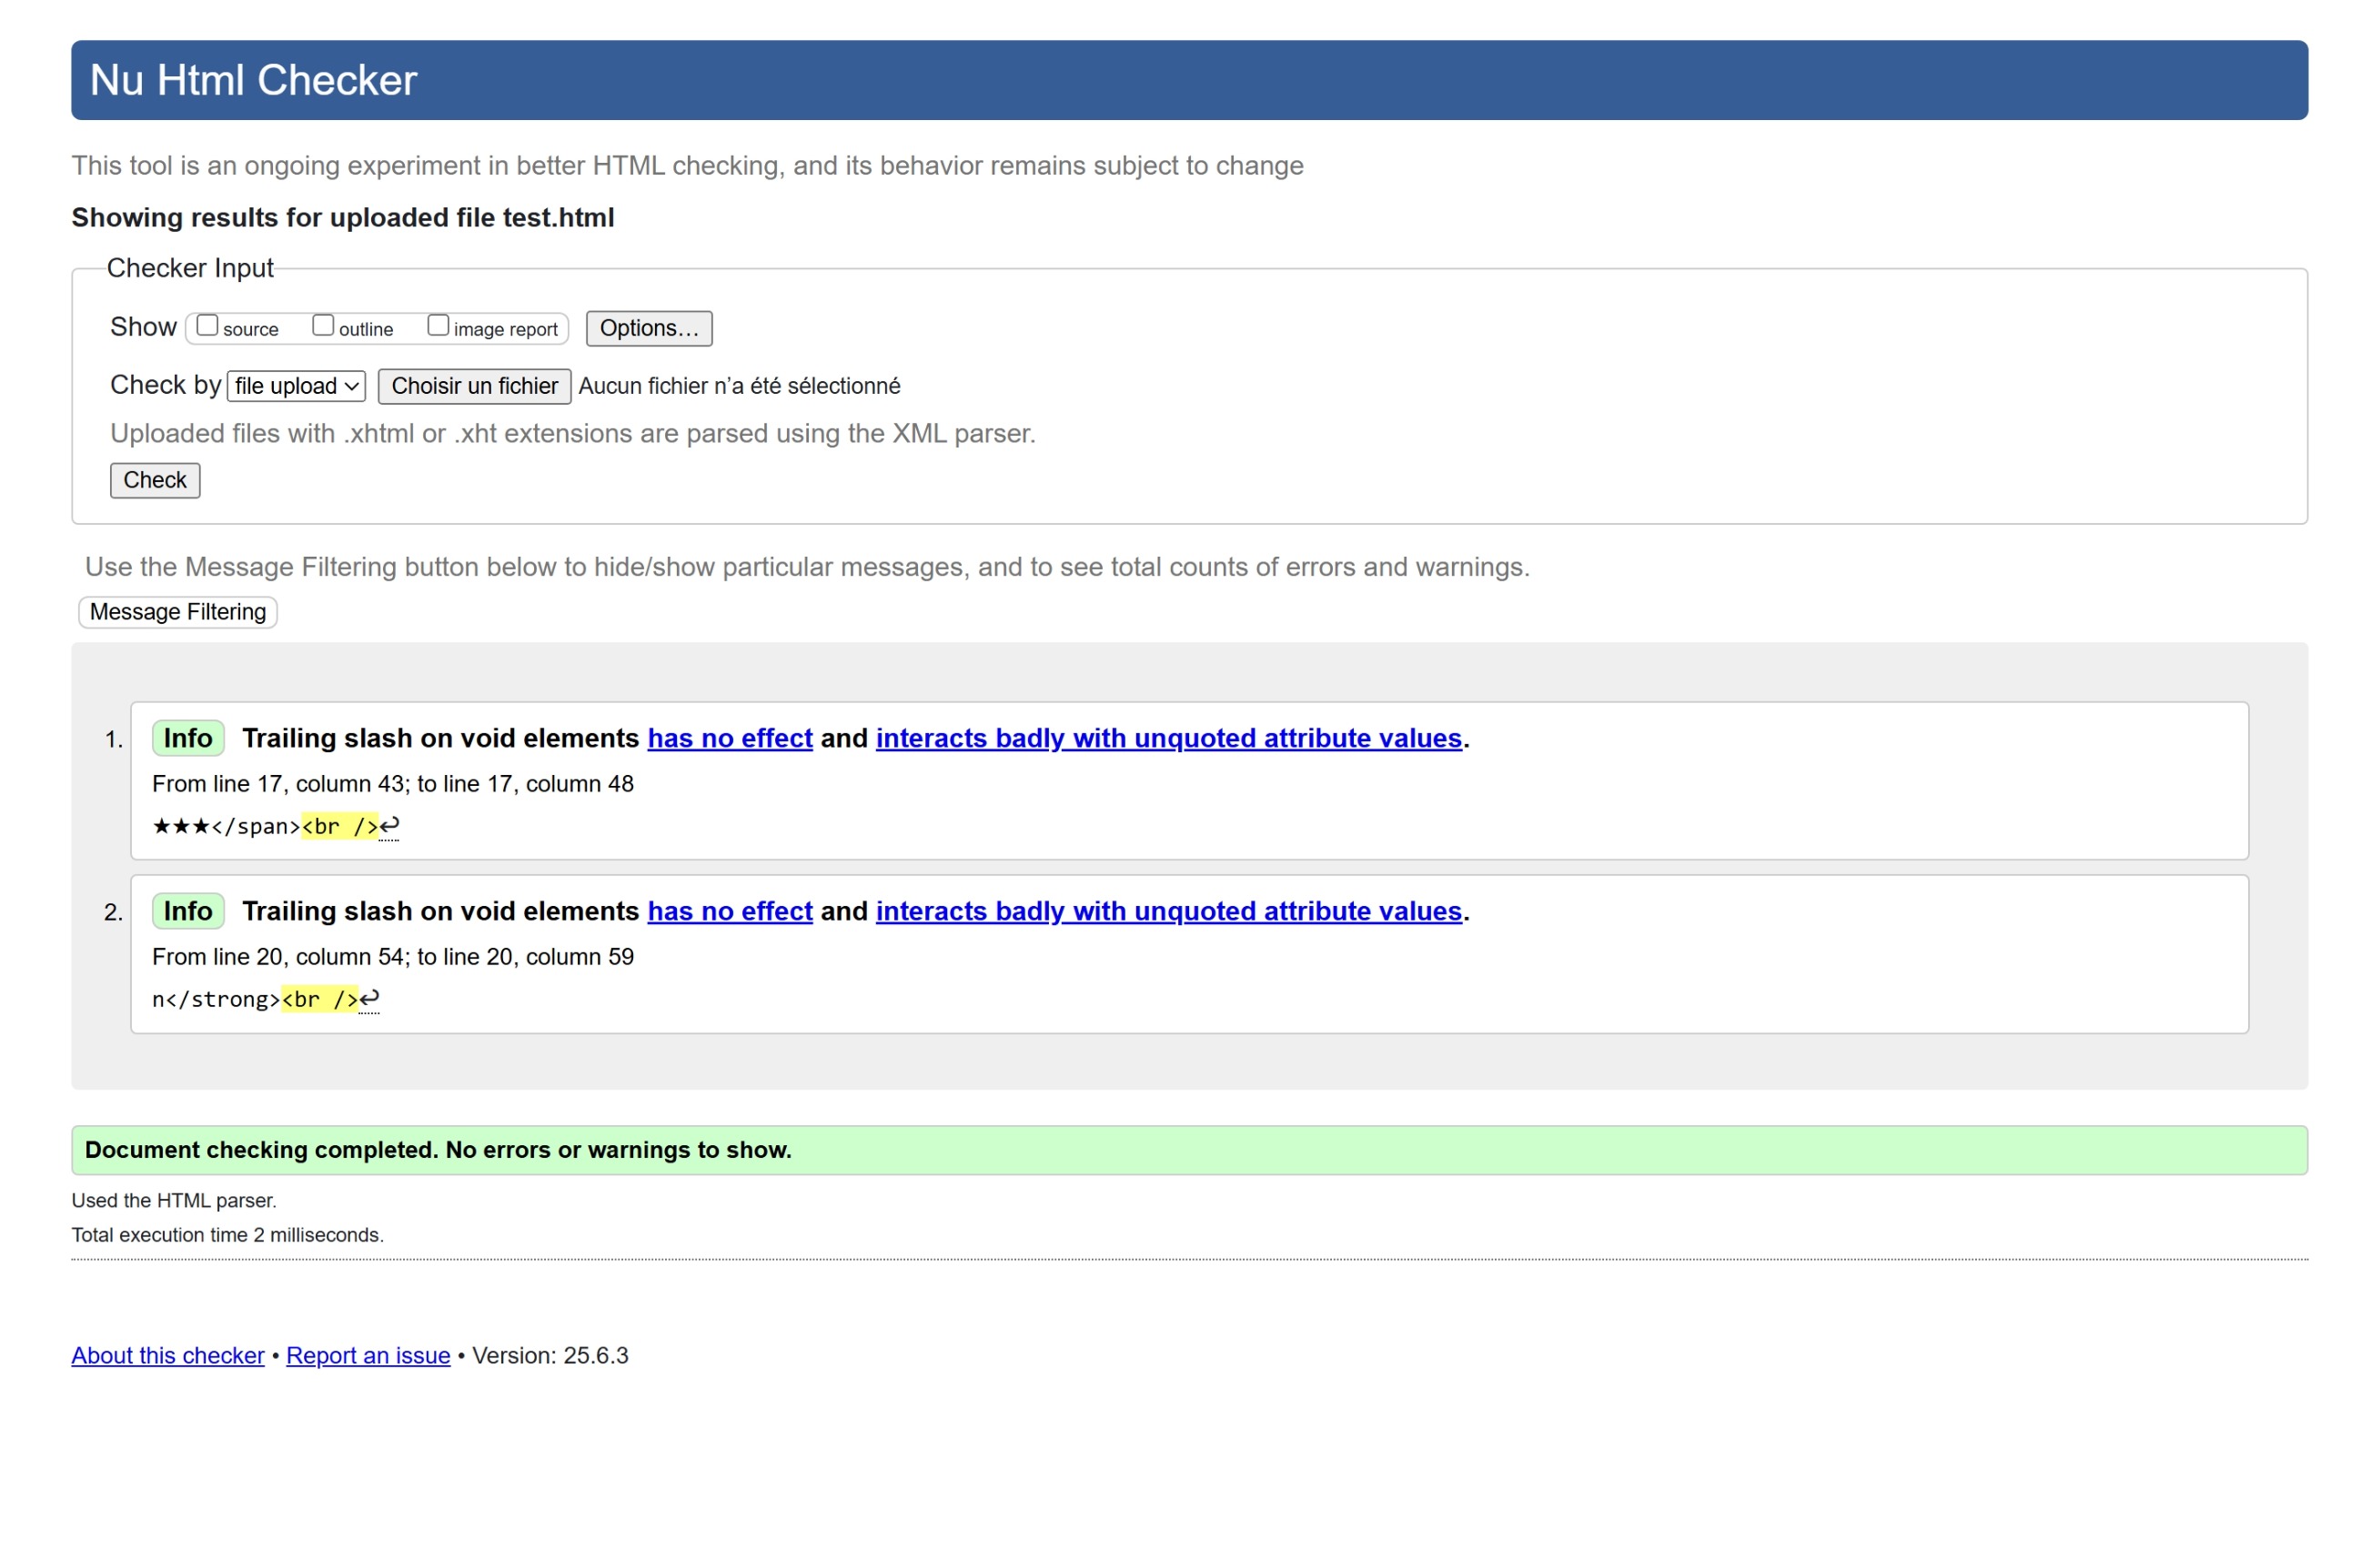 Nu Html Checker
This tool is an ongoing experiment in better HTML checking, and its behavior remains subject to change
Showing results for uploaded file test.html
Checker Input
Show source outline image report Options…
Check by file upload Choisir un fichier Aucun fichier n’a été sélectionné
Uploaded files with .xhtml or .xht extensions are parsed using the XML parser.
Check
Use the Message Filtering button below to hide/show particular messages, and to see total counts of errors and warnings.
Message Filtering
1. Info Trailing slash on void elements has no effect and interacts badly with unquoted attribute values.
From line 17, column 43; to line 17, column 48
★★★</span><br />↩
2. Info Trailing slash on void elements has no effect and interacts badly with unquoted attribute values.
From line 20, column 54; to line 20, column 59
n</strong><br />↩
Document checking completed. No errors or warnings to show.
Used the HTML parser.
Total execution time 2 milliseconds.
About this checker • Report an issue • Version: 25.6.3